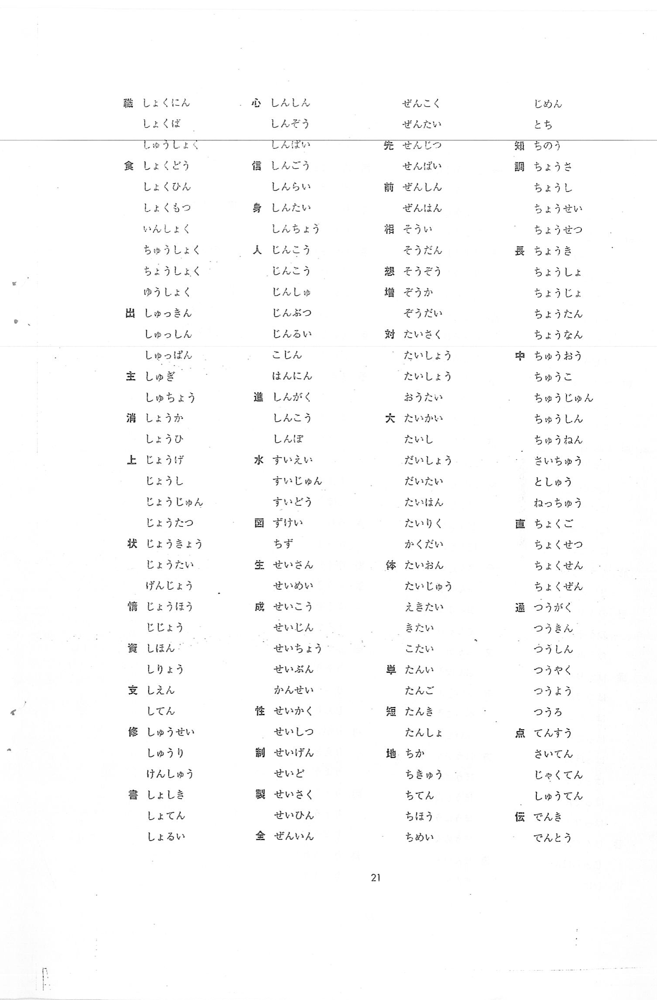 職 しょくにん
しょくば
しゅうしょく
食 しょくどう
しょくひん
しょくもつ
いんしょく
ちゅうしょく
ちょうしょく
ゆうしょく
出 しゅっきん
しゅっしん
しゅっぱん
主 しゅぎ
しゅちょう
消 しょうか
しょうひ
上 じょうげ
じょうし
じょうじゅん
じょうたつ
状 じょうきょう
じょうたい
げんじょう
情 じょうほう
じじょう
資 しほん
しりょう
支 しえん
してん
修 しゅうせい
しゅうり
けんしゅう
書 しょしき
しょてん
しょるい
心 しんしん
しんぞう
しんぱい
信 しんごう
しんらい
身 しんたい
しんちょう
人 じんこう
じんこう
じんしゅ
じんぶつ
じんるい
こじん
はんにん
進 しんがく
しんこう
しんぽ
水 すいえい
すいじゅん
すいどう
図 ずけい
ちず
生 せいさん
せいめい
成 せいこう
せいじん
せいちょう
せいぶん
かんせい
性 せいかく
せいしつ
制 せいげん
せいど
製 せいさく
せいひん
全 ぜんいん
ぜんこく
ぜんたい
先 せんじつ
せんぱい
前 ぜんしん
ぜんはん
相 そうい
そうだん
想 そうぞう
増 ぞうか
ぞうだい
対 たいさく
たいしょう
たいしょう
おうたい
大 たいかい
たいし
だいしょう
だいたい
たいはん
たいりく
かくだい
体 たいおん
たいじゅう
えきたい
きたい
こたい
単 たんい
たんご
短 たんき
たんしょ
地 ちか
ちきゅう
ちてん
ちほう
ちめい
じめん
とち
知 ちのう
調 ちょうさ
ちょうし
ちょうせい
ちょうせつ
長 ちょうき
ちょうしょ
ちょうじょ
ちょうたん
ちょうなん
中 ちゅうおう
ちゅうこ
ちゅうじゅん
ちゅうしん
ちゅうねん
さいちゅう
としゅう
ねっちゅう
直 ちょくご
ちょくせつ
ちょくせん
ちょくぜん
通 つうがく
つうきん
つうしん
つうやく
つうよう
つうろ
点 てんすう
さいてん
じゃくてん
しゅうてん
伝 でんき
でんとう
21